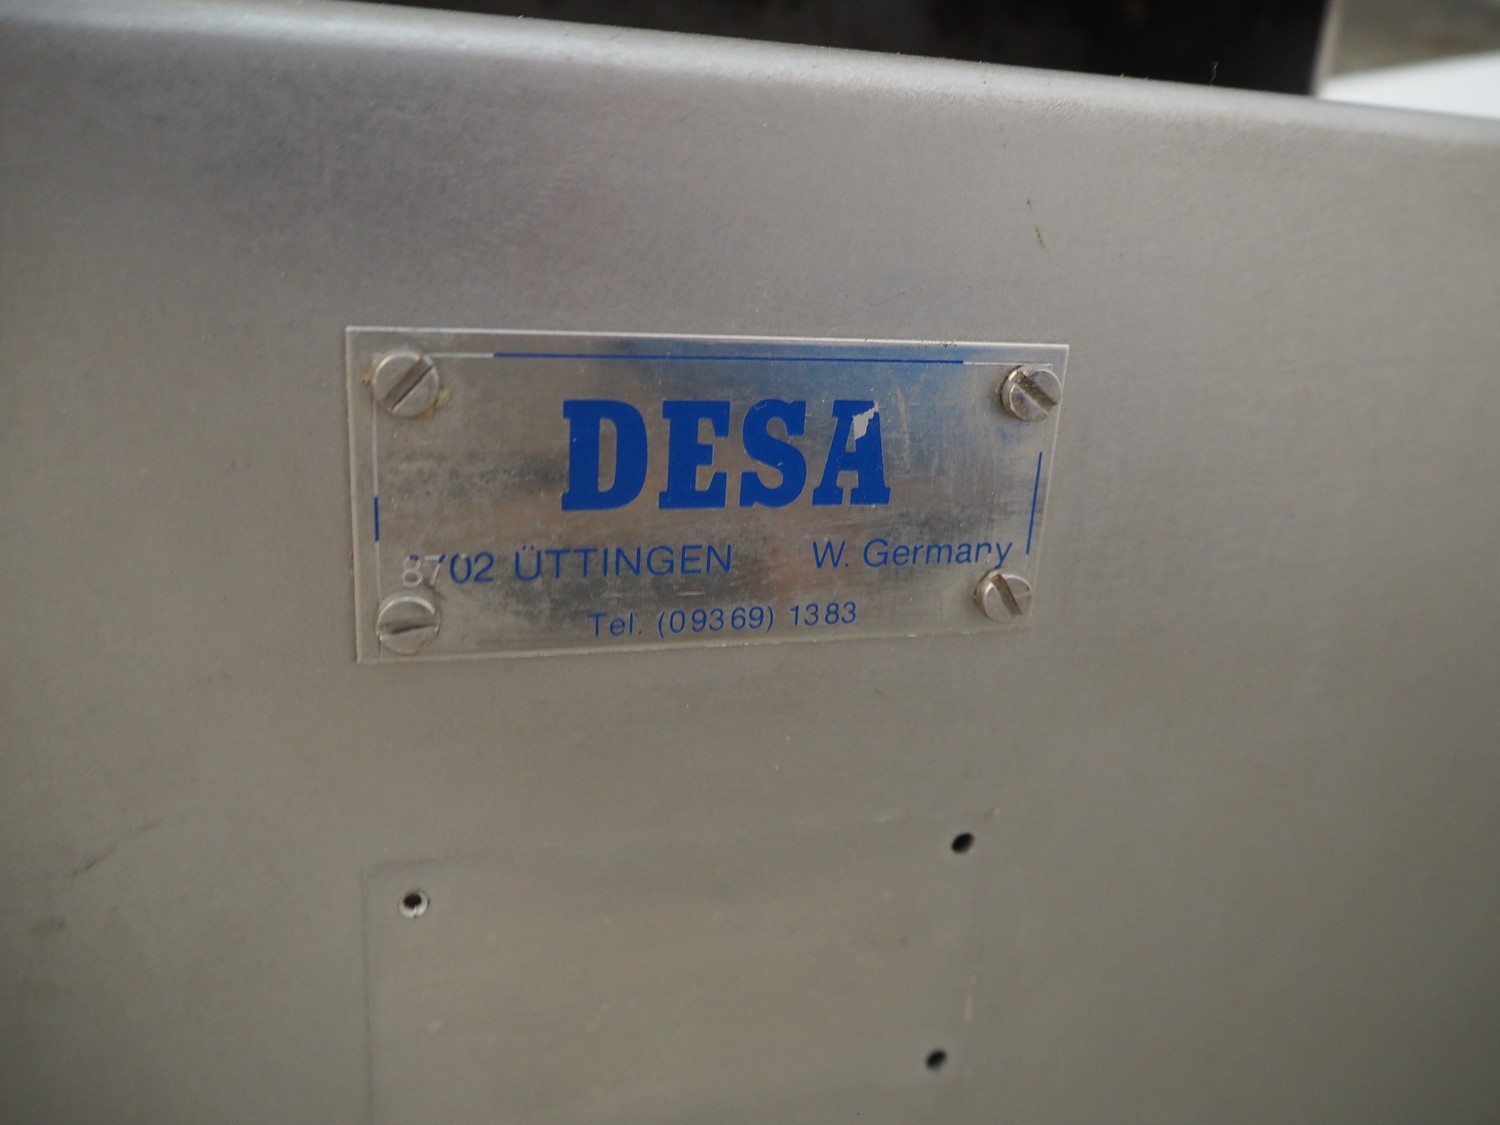 DESA
8702 ÜTTINGEN W. Germany
Tel. (09369) 1383